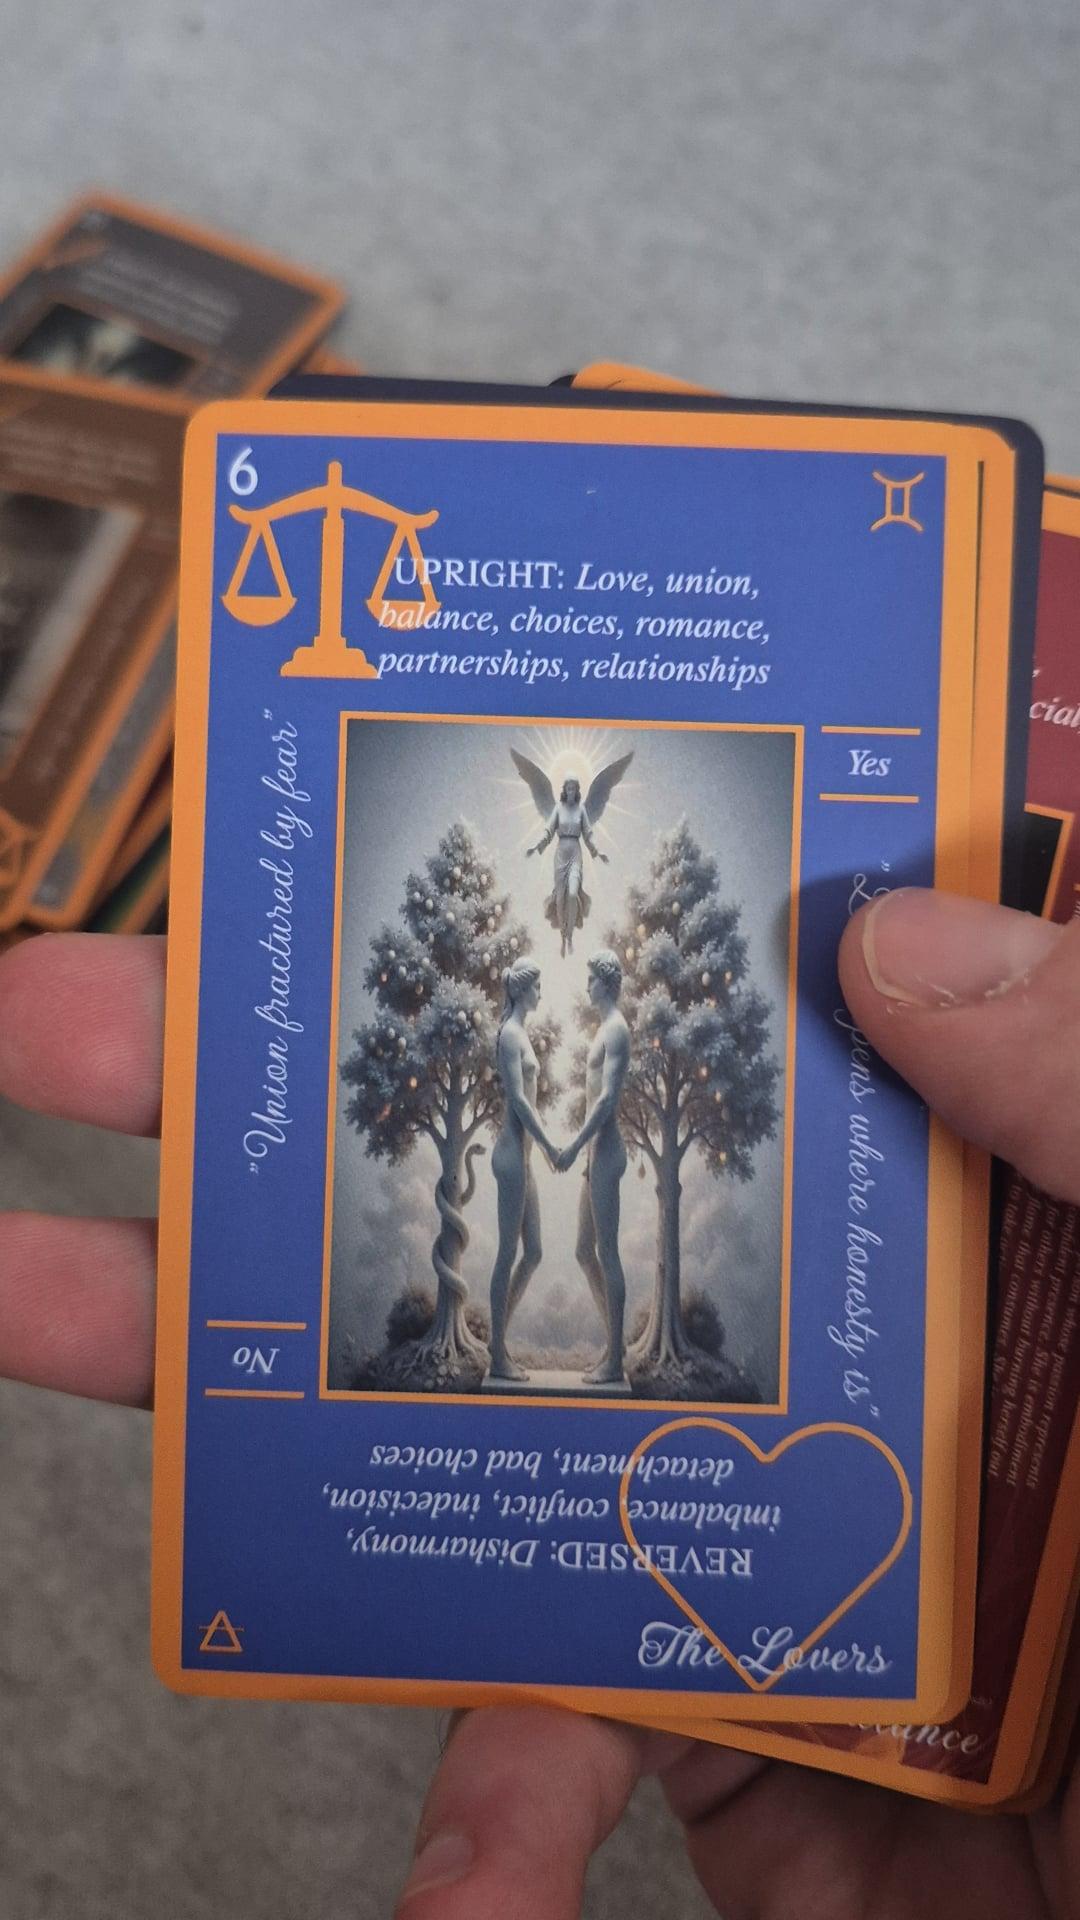 6
UPRIGHT: Love, union,
balance, choices, romance,
partnerships, relationships
"Union fractured by fear"
Yes
where honesty is"
No
REVERSED: Disharmony,
imbalance, conflict, indecision,
detachment, bad choices
The Lovers